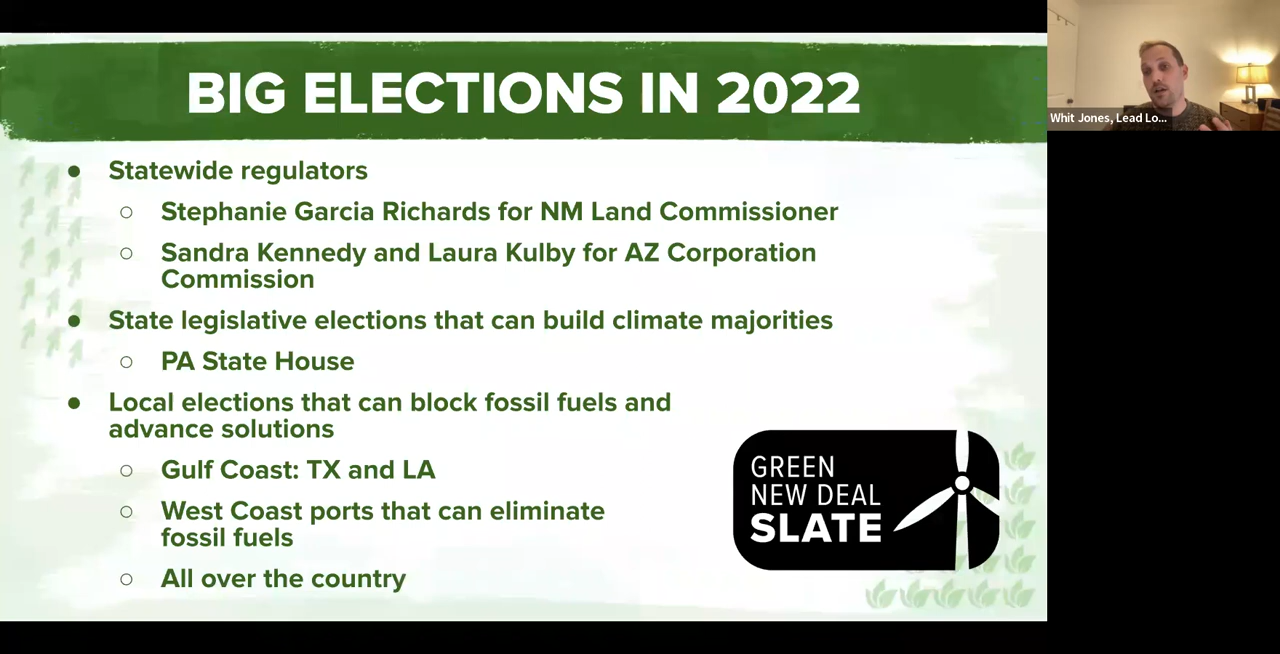 BIG ELECTIONS IN 2022
Whit Jones, Lead Lo...
● Statewide regulators
○ Stephanie Garcia Richards for NM Land Commissioner
○ Sandra Kennedy and Laura Kulby for AZ Corporation
Commission
● State legislative elections that can build climate majorities
○ PA State House
● Local elections that can block fossil fuels and
advance solutions
○ Gulf Coast: TX and LA
○ West Coast ports that can eliminate
fossil fuels
○ All over the country
GREEN
NEW DEAL
SLATE